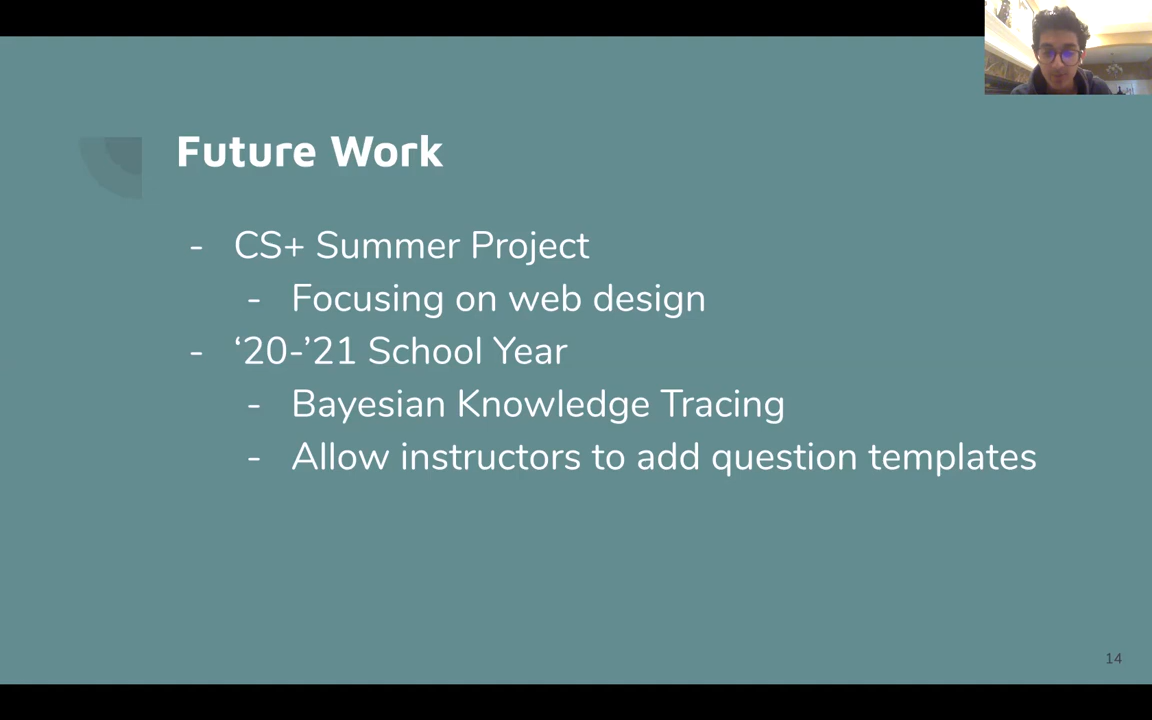 Future Work
- CS+ Summer Project
- Focusing on web design
- ‘20-’21 School Year
- Bayesian Knowledge Tracing
- Allow instructors to add question templates
14